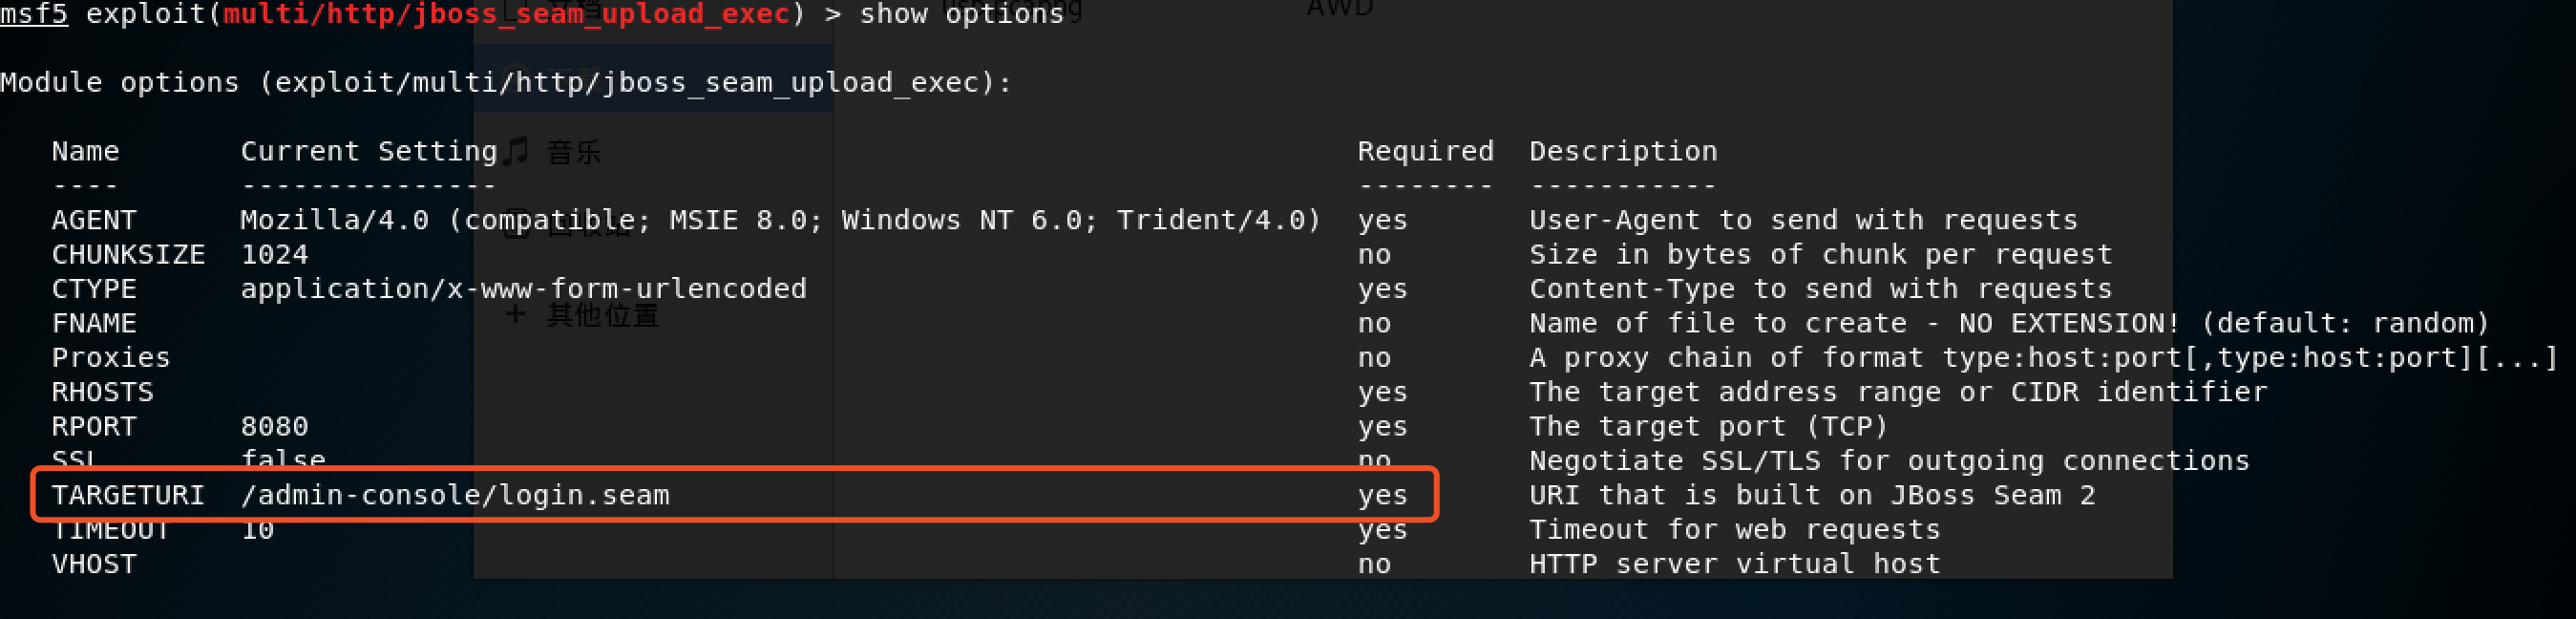 文档 usb.pcapng AWD
msf5 exploit(multi/http/jboss_seam_upload_exec) > show options
Module options (exploit/multi/http/jboss_seam_upload_exec):
音乐
Name Current Setting Required Description
---- --------------- -------- -----------
AGENT Mozilla/4.0 (compatible; MSIE 8.0; Windows NT 6.0; Trident/4.0) yes User-Agent to send with requests
回收站
CHUNKSIZE 1024 no Size in bytes of chunk per request
CTYPE application/x-www-form-urlencoded yes Content-Type to send with requests
+ 其他位置
FNAME no Name of file to create - NO EXTENSION! (default: random)
Proxies no A proxy chain of format type:host:port[,type:host:port][...]
RHOSTS yes The target address range or CIDR identifier
RPORT 8080 yes The target port (TCP)
SSL false no Negotiate SSL/TLS for outgoing connections
TARGETURI /admin-console/login.seam yes URI that is built on JBoss Seam 2
TIMEOUT 10 yes Timeout for web requests
VHOST no HTTP server virtual host